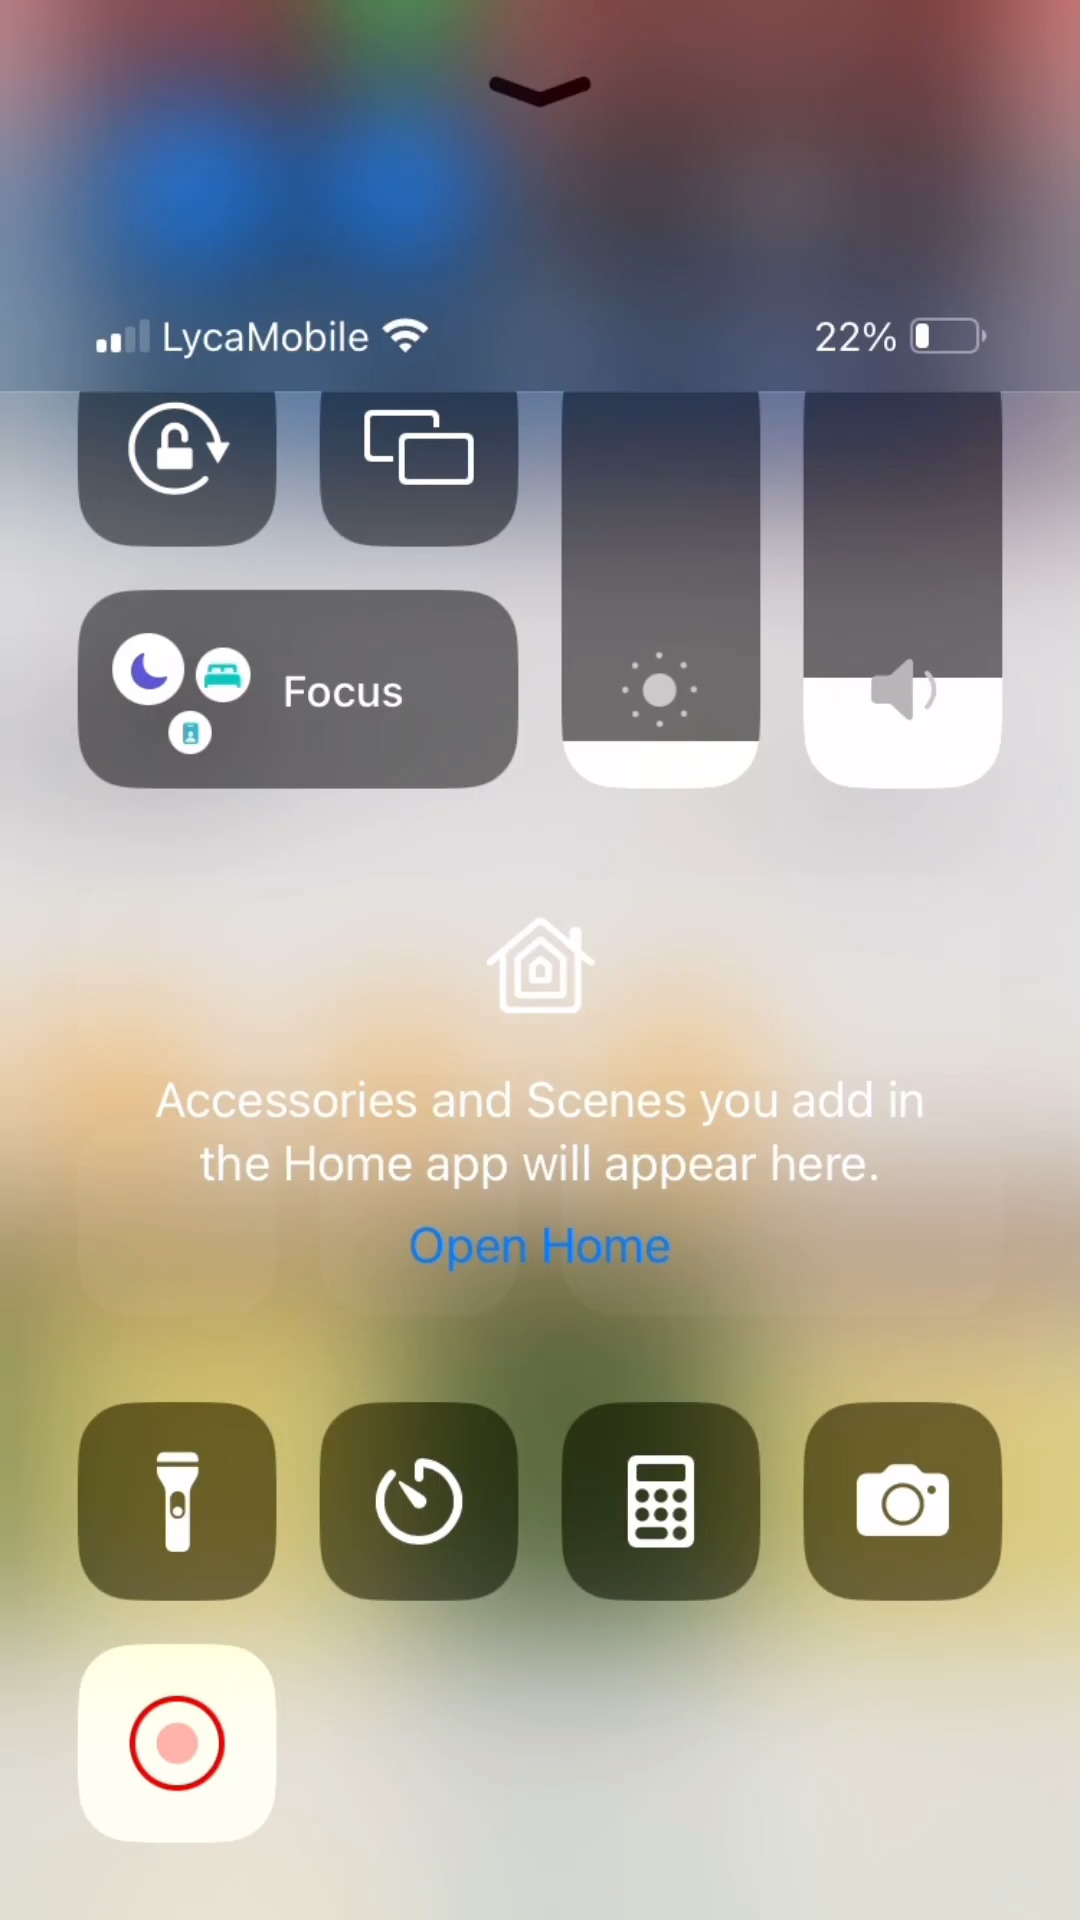 LycaMobile 22%
Focus
Accessories and Scenes you add in
the Home app will appear here.
Open Home